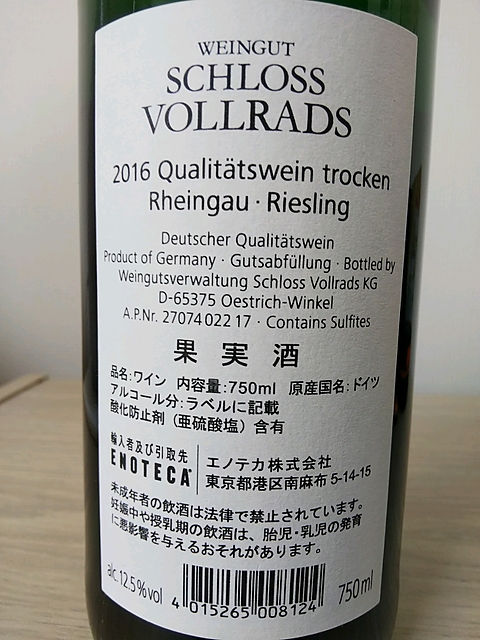 WEINGUT
SCHLOSS
VOLLRADS
2016 Qualitätswein trocken
Rheingau · Riesling
Deutscher Qualitätswein
Product of Germany · Gutsabfüllung · Bottled by
Weingutsverwaltung Schloss Vollrads KG
D-65375 Oestrich-Winkel
A.P.Nr. 27074 022 17 · Contains Sulfites
果実酒
品名:ワイン 内容量:750ml 原産国名:ドイツ
アルコール分:ラベルに記載
酸化防止剤(亜硫酸塩)含有
輸入者及び引取先
ENOTECA
エノテカ株式会社
東京都港区南麻布 5-14-15
未成年者の飲酒は法律で禁止されています。
妊娠中や授乳期の飲酒は、胎児・乳児の発育
に悪影響を与えるおそれがあります。
alc.12.5%vol
4 015265 008124
750ml